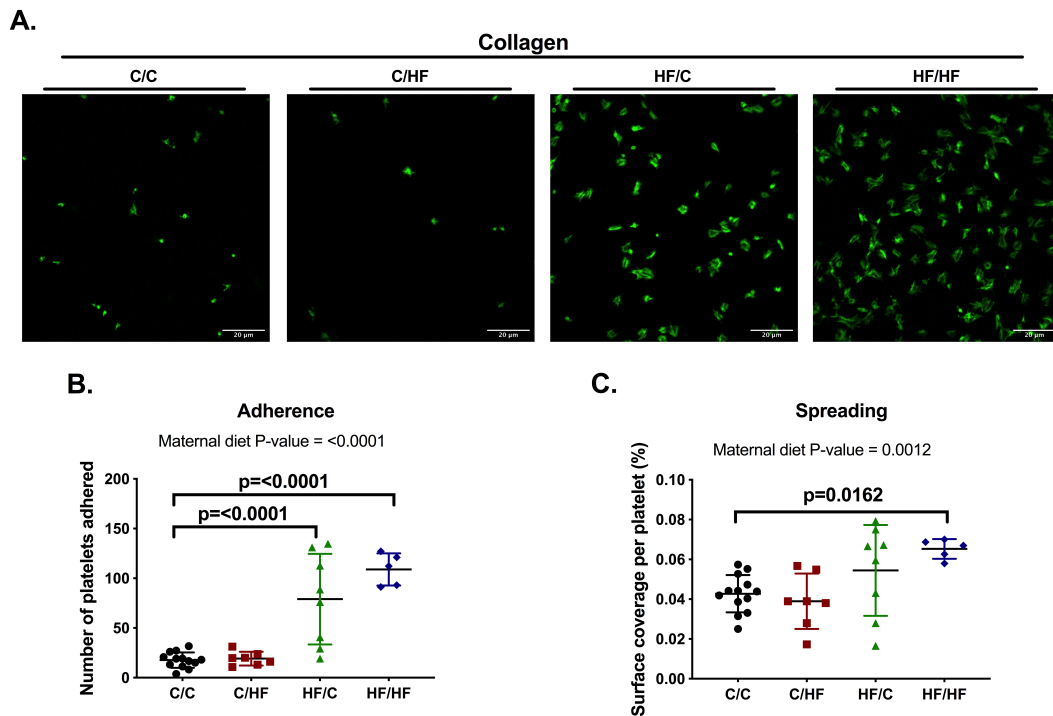 A.
Collagen
C/C
C/HF
HF/C
HF/HF
20 µm
20 µm
20 µm
20 µm
B.
Adherence
Maternal diet P-value = <0.0001
Number of platelets adhered
200
150
100
50
0
p=<0.0001
p=<0.0001
C/C
C/HF
HF/C
HF/HF
C.
Spreading
Maternal diet P-value = 0.0012
Surface coverage per platelet (%)
0.10
0.08
0.06
0.04
0.02
0.00
p=0.0162
C/C
C/HF
HF/C
HF/HF